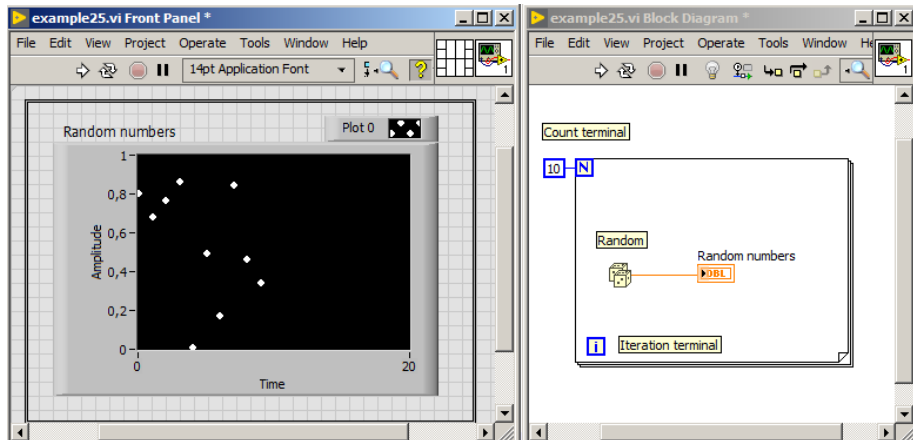 example25.vi Front Panel *
File Edit View Project Operate Tools Window Help
14pt Application Font
1
Random numbers
Plot 0
1
0,8
0,6
0,4
0,2
0
Amplitude
0
20
Time
example25.vi Block Diagram *
File Edit View Project Operate Tools Window He
1
Count terminal
10
N
Random
Random numbers
DBL
i
Iteration terminal